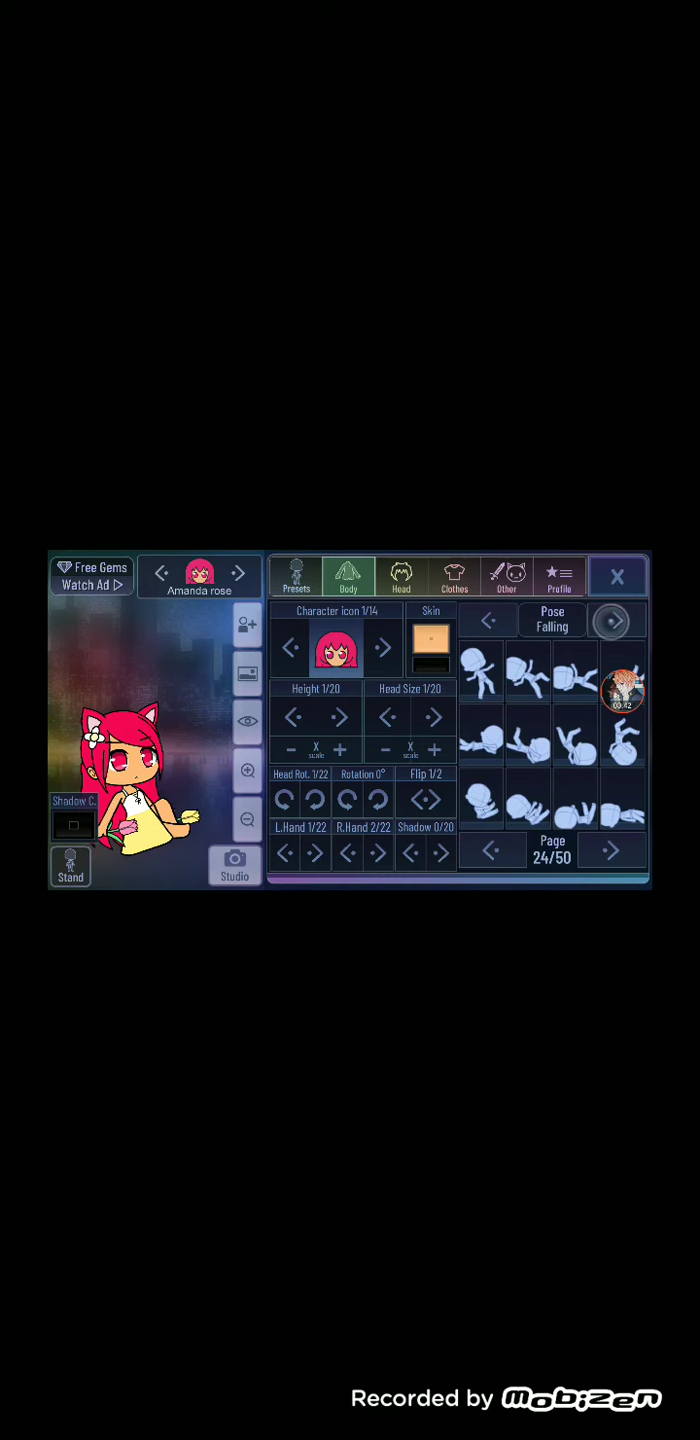 Free Gems
Watch Ad
Amanda rose
Presets
Body
Head
Clothes
Other
Profile
Character icon 1/14
Skin
Pose
Falling
00:42
Height 1/20
Head Size 1/20
X
scale
X
scale
Head Rot. 1/22
Rotation 0°
Flip 1/2
Shadow C.
L.Hand 1/22
R.Hand 2/22
Shadow 0/20
Stand
Studio
Page
24/50
Recorded by mobizen